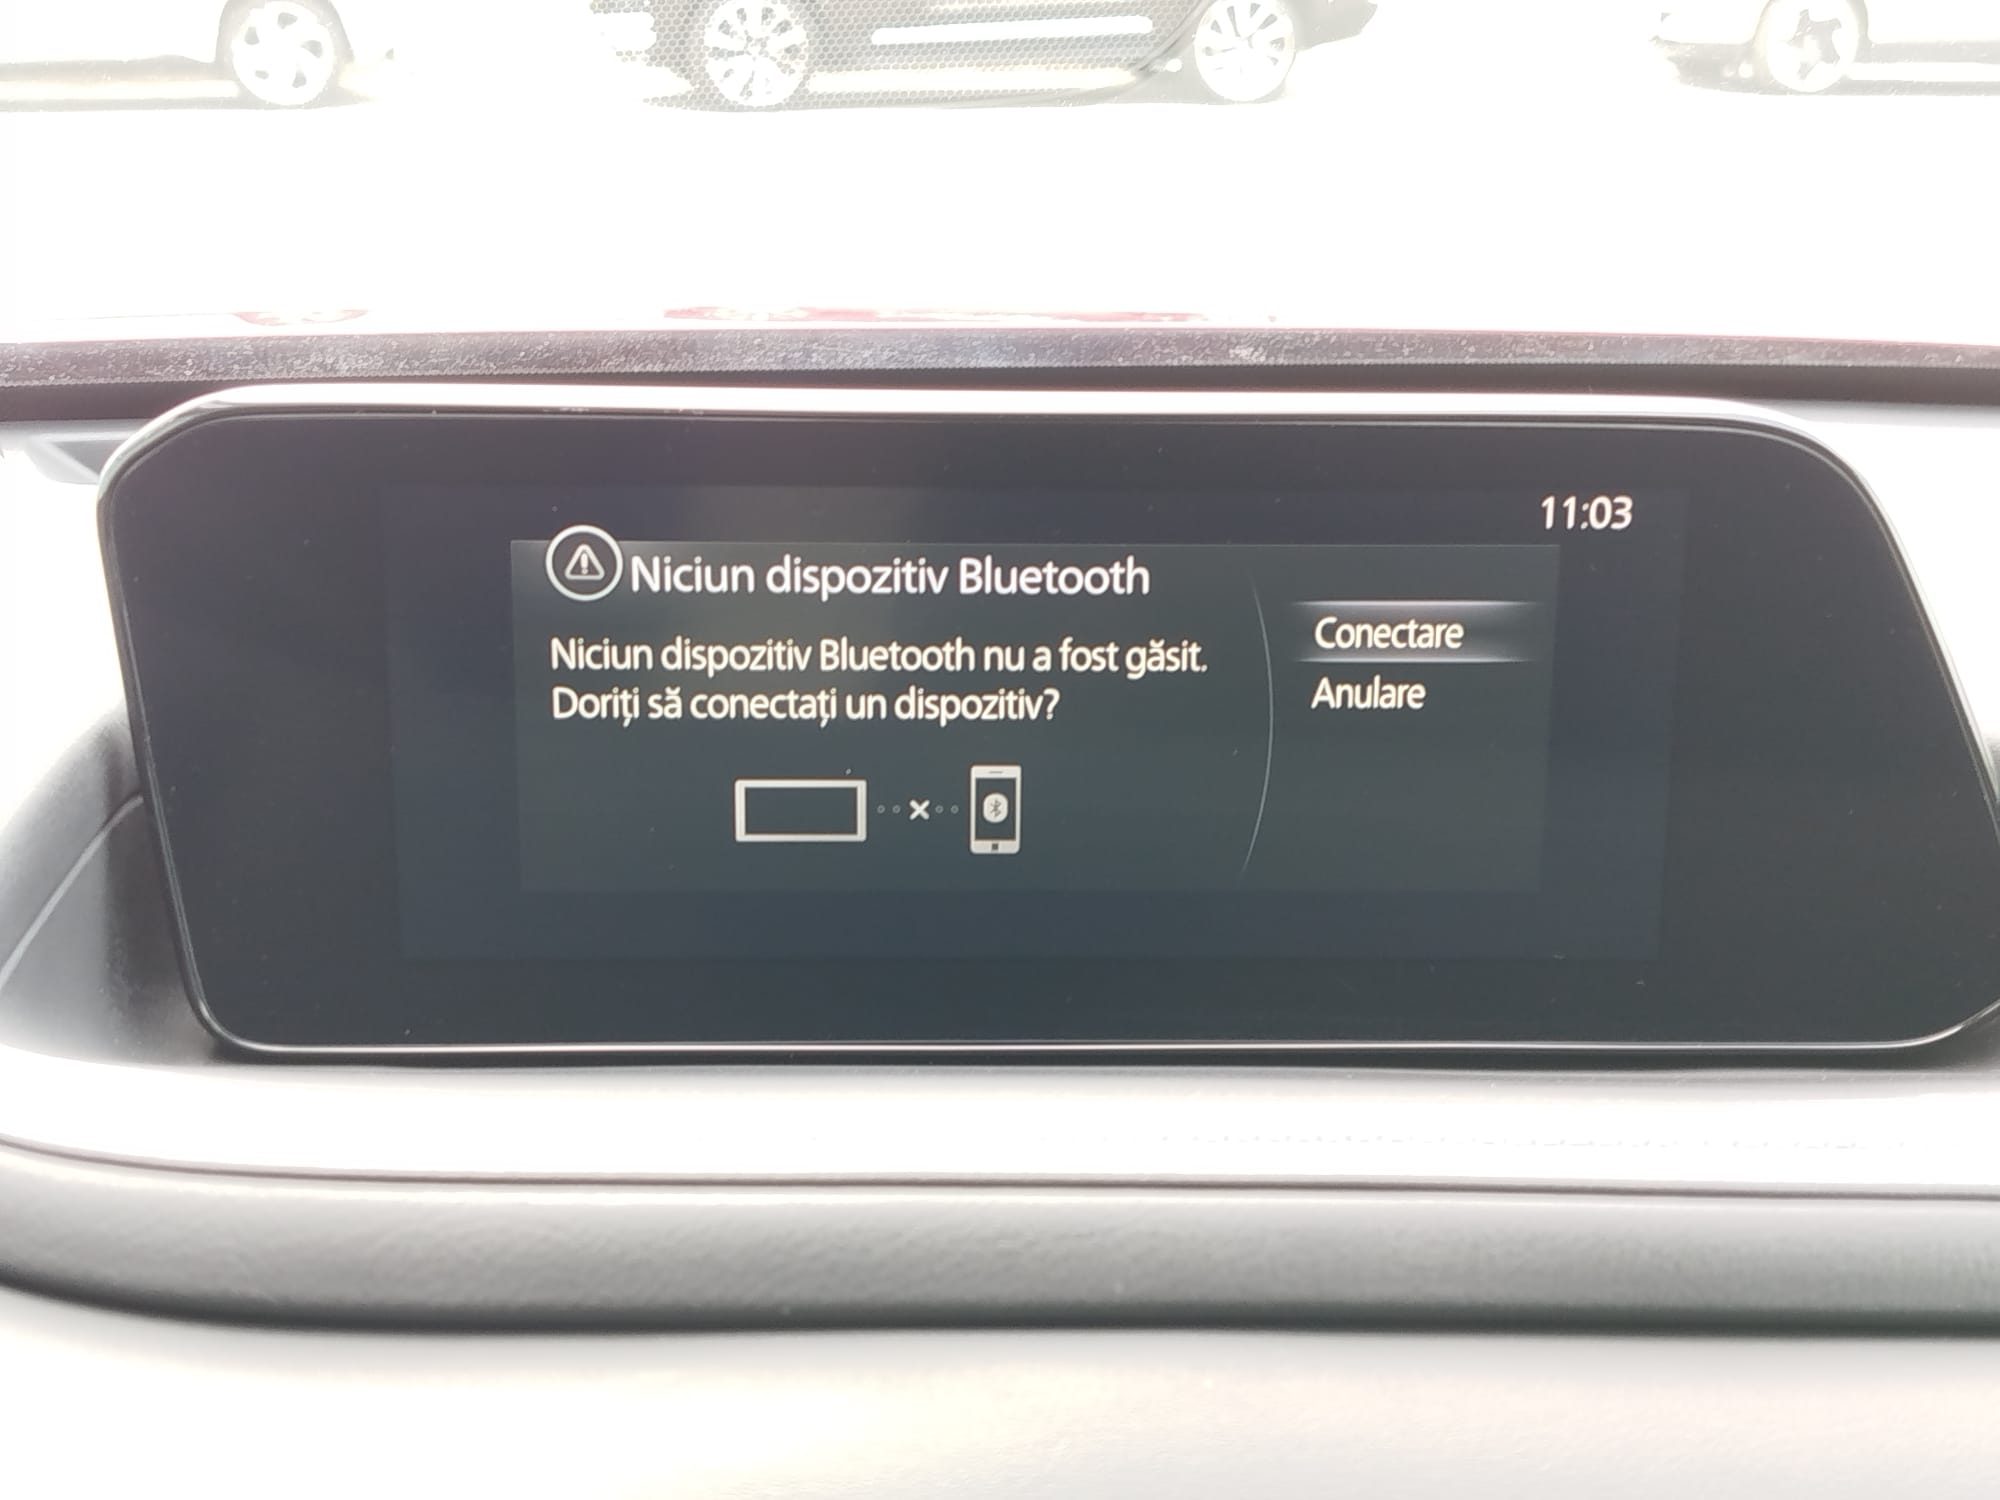 11:03
Niciun dispozitiv Bluetooth
Niciun dispozitiv Bluetooth nu a fost găsit.
Doriți să conectați un dispozitiv?
Conectare
Anulare